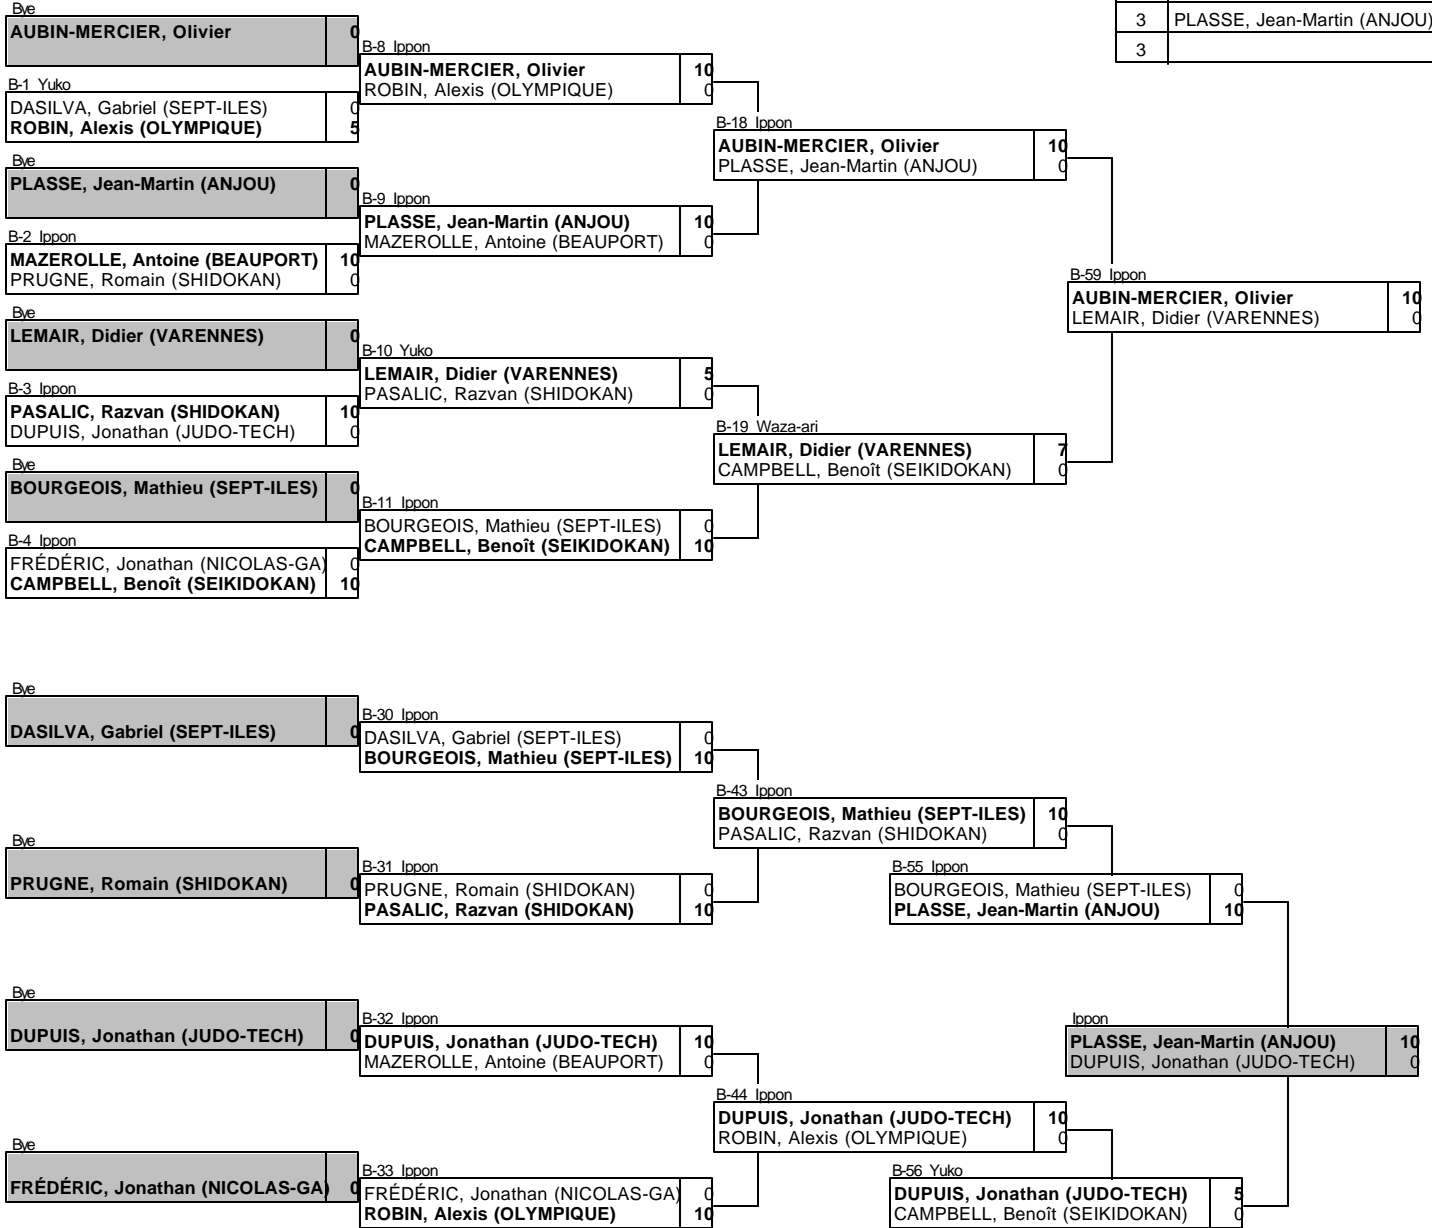 Bye
AUBIN-MERCIER, Olivier 0
B-1 Yuko
DASILVA, Gabriel (SEPT-ILES) 0
ROBIN, Alexis (OLYMPIQUE) 5
Bye
PLASSE, Jean-Martin (ANJOU) 0
B-2 Ippon
MAZEROLLE, Antoine (BEAUPORT) 10
PRUGNE, Romain (SHIDOKAN) 0
Bye
LEMAIR, Didier (VARENNES) 0
B-3 Ippon
PASALIC, Razvan (SHIDOKAN) 10
DUPUIS, Jonathan (JUDO-TECH) 0
Bye
BOURGEOIS, Mathieu (SEPT-ILES) 0
B-4 Ippon
FRÉDÉRIC, Jonathan (NICOLAS-GA) 0
CAMPBELL, Benoît (SEIKIDOKAN) 10
B-8 Ippon
AUBIN-MERCIER, Olivier 10
ROBIN, Alexis (OLYMPIQUE) 0
B-9 Ippon
PLASSE, Jean-Martin (ANJOU) 10
MAZEROLLE, Antoine (BEAUPORT) 0
B-10 Yuko
LEMAIR, Didier (VARENNES) 5
PASALIC, Razvan (SHIDOKAN) 0
B-11 Ippon
BOURGEOIS, Mathieu (SEPT-ILES) 0
CAMPBELL, Benoît (SEIKIDOKAN) 10
B-18 Ippon
AUBIN-MERCIER, Olivier 10
PLASSE, Jean-Martin (ANJOU) 0
B-19 Waza-ari
LEMAIR, Didier (VARENNES) 7
CAMPBELL, Benoît (SEIKIDOKAN) 0
3 PLASSE, Jean-Martin (ANJOU)
3
B-59 Ippon
AUBIN-MERCIER, Olivier 10
LEMAIR, Didier (VARENNES) 0
Bye
DASILVA, Gabriel (SEPT-ILES) 0
Bye
PRUGNE, Romain (SHIDOKAN) 0
Bye
DUPUIS, Jonathan (JUDO-TECH) 0
Bye
FRÉDÉRIC, Jonathan (NICOLAS-GA) 0
B-30 Ippon
DASILVA, Gabriel (SEPT-ILES) 0
BOURGEOIS, Mathieu (SEPT-ILES) 10
B-31 Ippon
PRUGNE, Romain (SHIDOKAN) 0
PASALIC, Razvan (SHIDOKAN) 10
B-32 Ippon
DUPUIS, Jonathan (JUDO-TECH) 10
MAZEROLLE, Antoine (BEAUPORT) 0
B-33 Ippon
FRÉDÉRIC, Jonathan (NICOLAS-GA) 0
ROBIN, Alexis (OLYMPIQUE) 10
B-43 Ippon
BOURGEOIS, Mathieu (SEPT-ILES) 10
PASALIC, Razvan (SHIDOKAN) 0
B-44 Ippon
DUPUIS, Jonathan (JUDO-TECH) 10
ROBIN, Alexis (OLYMPIQUE) 0
B-55 Ippon
BOURGEOIS, Mathieu (SEPT-ILES) 0
PLASSE, Jean-Martin (ANJOU) 10
B-56 Yuko
DUPUIS, Jonathan (JUDO-TECH) 5
CAMPBELL, Benoît (SEIKIDOKAN) 0
Ippon
PLASSE, Jean-Martin (ANJOU) 10
DUPUIS, Jonathan (JUDO-TECH) 0